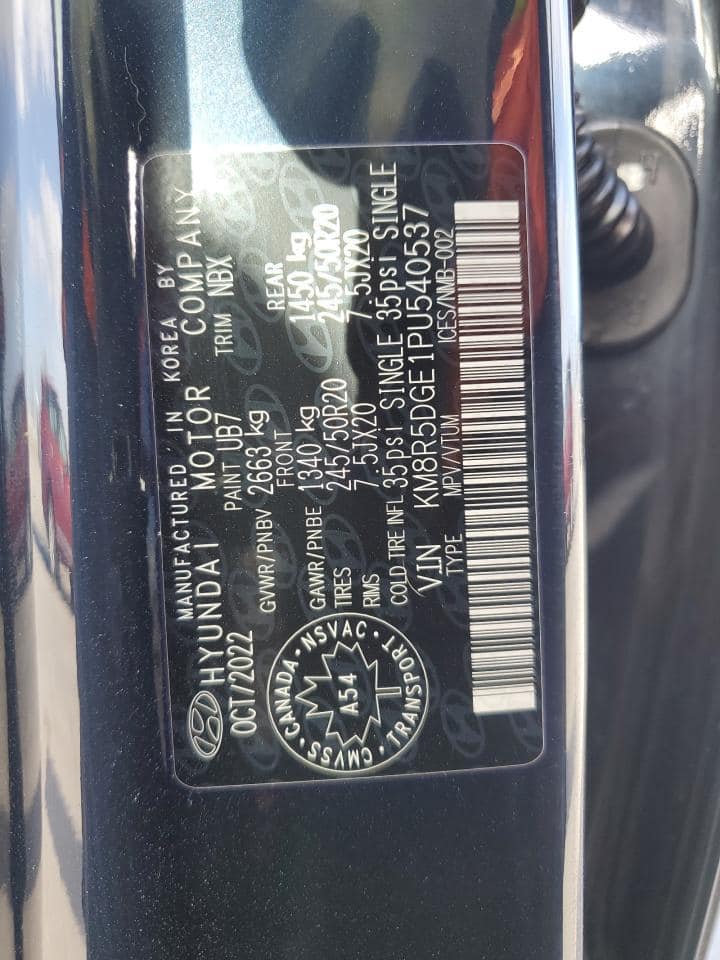 MANUFACTURED IN KOREA BY
HYUNDAI MOTOR COMPANY
OCT/2022 PAINT UB7 TRIM NBX
GVWR/PNBV 2663 kg
FRONT REAR
GAWR/PNBE 1340 kg 1450 kg
TIRES 245/50R20 245/50R20
RIMS 7.5JX20 7.5JX20
COLD TIRE INFL 35psi SINGLE 35psi SINGLE
VIN KM8R5DGE1PU540537
TYPE MPV/VTUM ICES/NMB-002
CANADA • NSVAC • TRANSPORT • CMVSS •
A54